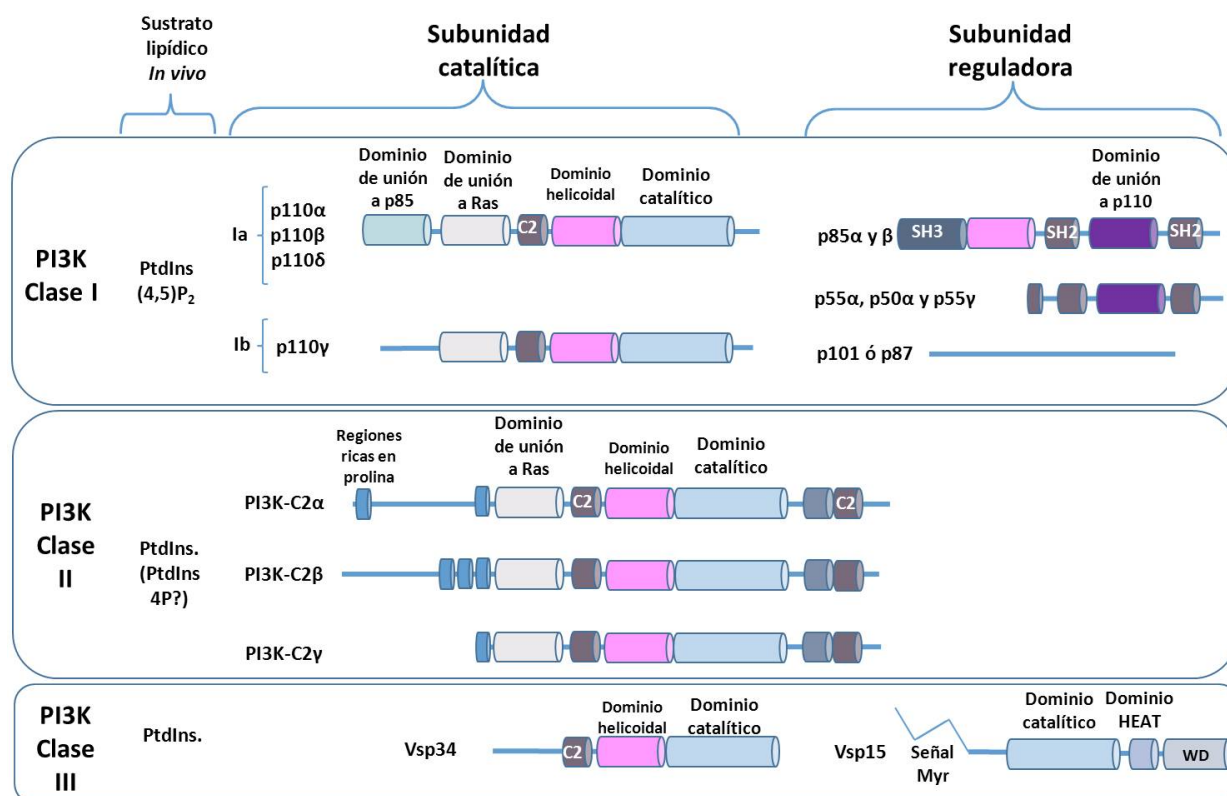 Sustrato
lipídico
In vivo
Subunidad
catalítica
Subunidad
reguladora
PI3K
Clase I
PtdIns
(4,5)P₂
Ia
p110α
p110β
p110δ
Dominio
de unión
a p85
Dominio
de unión
a Ras
C2
Dominio
helicoidal
Dominio
catalítico
p85α y β
SH3
SH2
Dominio
de unión
a p110
SH2
p55α, p50α y p55γ
Ib
p110γ
p101 ó p87
PI3K
Clase
II
PtdIns.
(PtdIns
4P?)
Regiones
ricas en
prolina
Dominio
de unión
a Ras
Dominio
helicoidal
Dominio
catalítico
PI3K-C2α
C2
C2
PI3K-C2β
PI3K-C2γ
PI3K
Clase
III
PtdIns.
Vsp34
C2
Dominio
helicoidal
Dominio
catalítico
Vsp15
Señal
Myr
Dominio
catalítico
Dominio
HEAT
WD